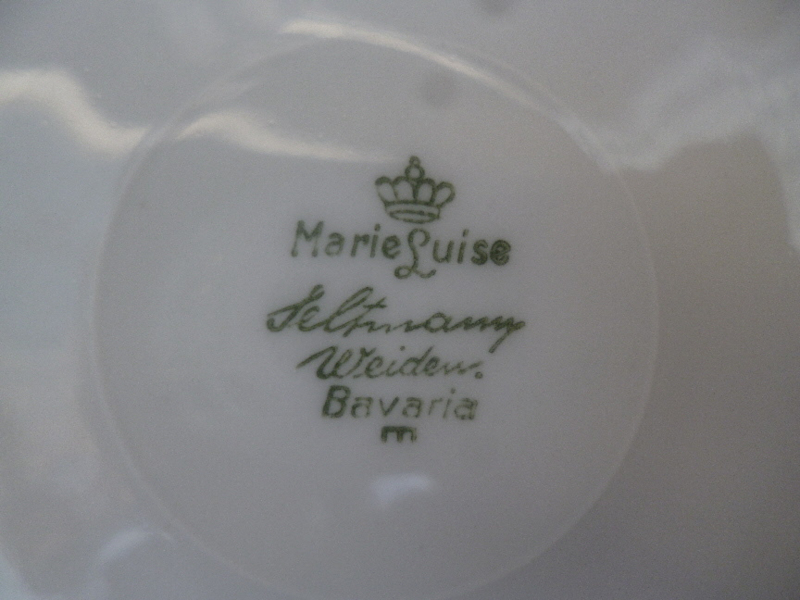 Marie Luise
Seltmann
Weiden.
Bavaria
m